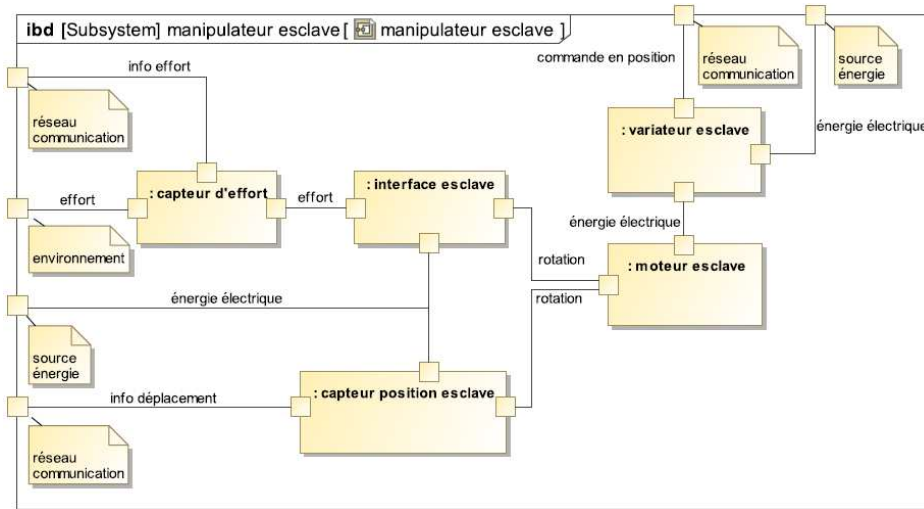 ibd [Subsystem] manipulateur esclave [ manipulateur esclave ]
info effort
réseau
communication
commande en position
réseau
communication
source
énergie
: variateur esclave
énergie électrique
: capteur d'effort
: interface esclave
effort
effort
énergie électrique
environnement
: moteur esclave
rotation
énergie électrique
rotation
source
énergie
: capteur position esclave
info déplacement
réseau
communication